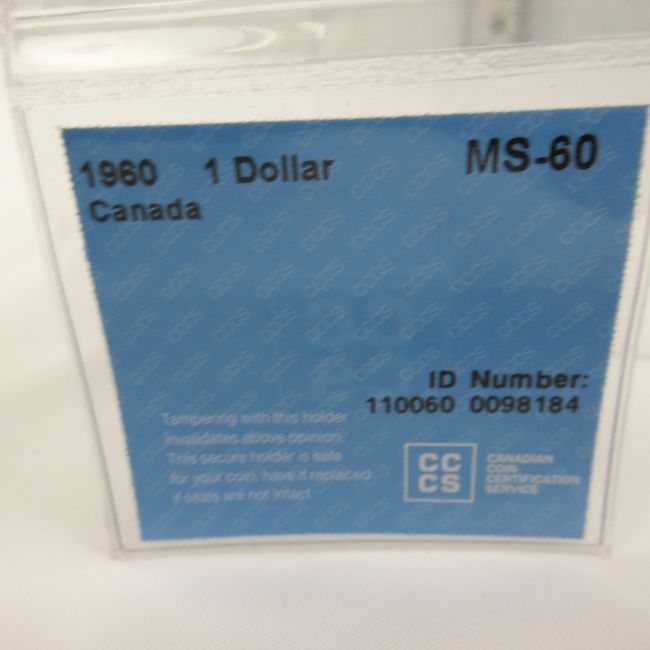 1960 1 Dollar MS-60
Canada
ID Number:
110060 0098184
Tampering with this holder
invalidates above opinion.
This secure holder is safe
for your coin, have it replaced
if seals are not intact
CC
CS
CANADIAN
COIN
CERTIFICATION
SERVICE